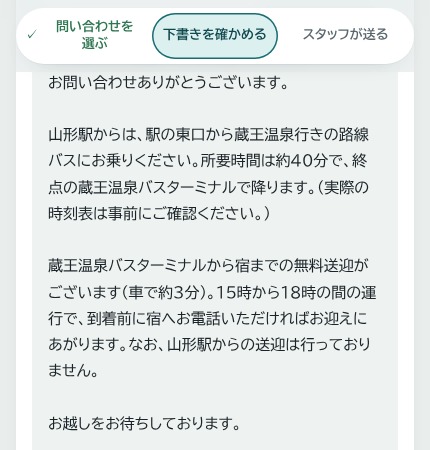 ✓ 問い合わせを
選ぶ
下書きを確かめる
スタッフが送る
お問い合わせありがとうございます。
山形駅からは、駅の東口から蔵王温泉行きの路線
バスにお乗りください。所要時間は約40分で、終
点の蔵王温泉バスターミナルで降ります。（実際の
時刻表は事前にご確認ください。）
蔵王温泉バスターミナルから宿までの無料送迎が
ございます（車で約3分）。15時から18時の間の運
行で、到着前に宿へお電話いただければお迎えに
あがります。なお、山形駅からの送迎は行っており
ません。
お越しをお待ちしております。